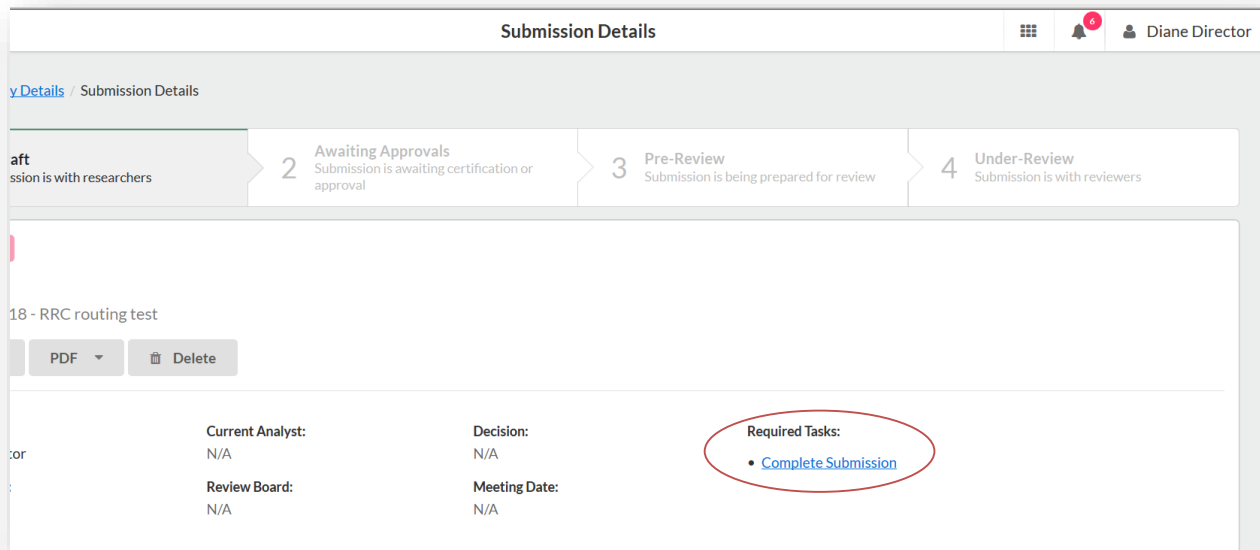 Submission Details
6
Diane Director
y Details / Submission Details
aft
ssion is with researchers
2
Awaiting Approvals
Submission is awaiting certification or
approval
3
Pre-Review
Submission is being prepared for review
4
Under-Review
Submission is with reviewers
18 - RRC routing test
PDF
Delete
tor
Current Analyst:
N/A
Review Board:
N/A
Decision:
N/A
Meeting Date:
N/A
Required Tasks:
• Complete Submission